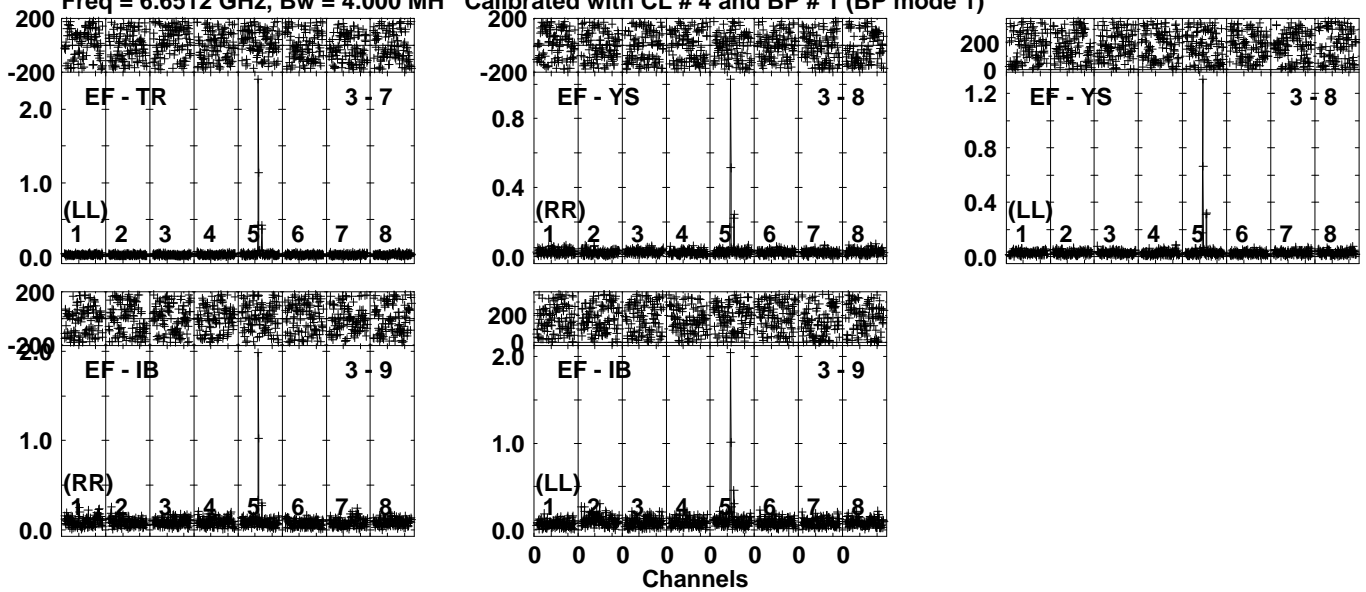 Freq = 6.6512 GHz, Bw = 4.000 MH Calibrated with CL # 4 and BP # 1 (BP mode 1)
200
-200
EF - TR 3 - 7
2.0
1.0
(LL)
1 2 3 4 5 6 7 8
0.0
200
-200
EF - YS 3 - 8
0.8
0.4
(RR)
1 2 3 4 5 6 7 8
0.0
200
0
1.2
EF - YS 3 - 8
0.8
0.4
(LL)
1 2 3 4 5 6 7 8
0.0
200
-200
2.0
EF - IB 3 - 9
1.0
(RR)
1 2 3 4 5 6 7 8
0.0
200
0
2.0
EF - IB 3 - 9
1.0
(LL)
1 2 3 4 5 6 7 8
0.0
0 0 0 0 0 0 0 0
Channels